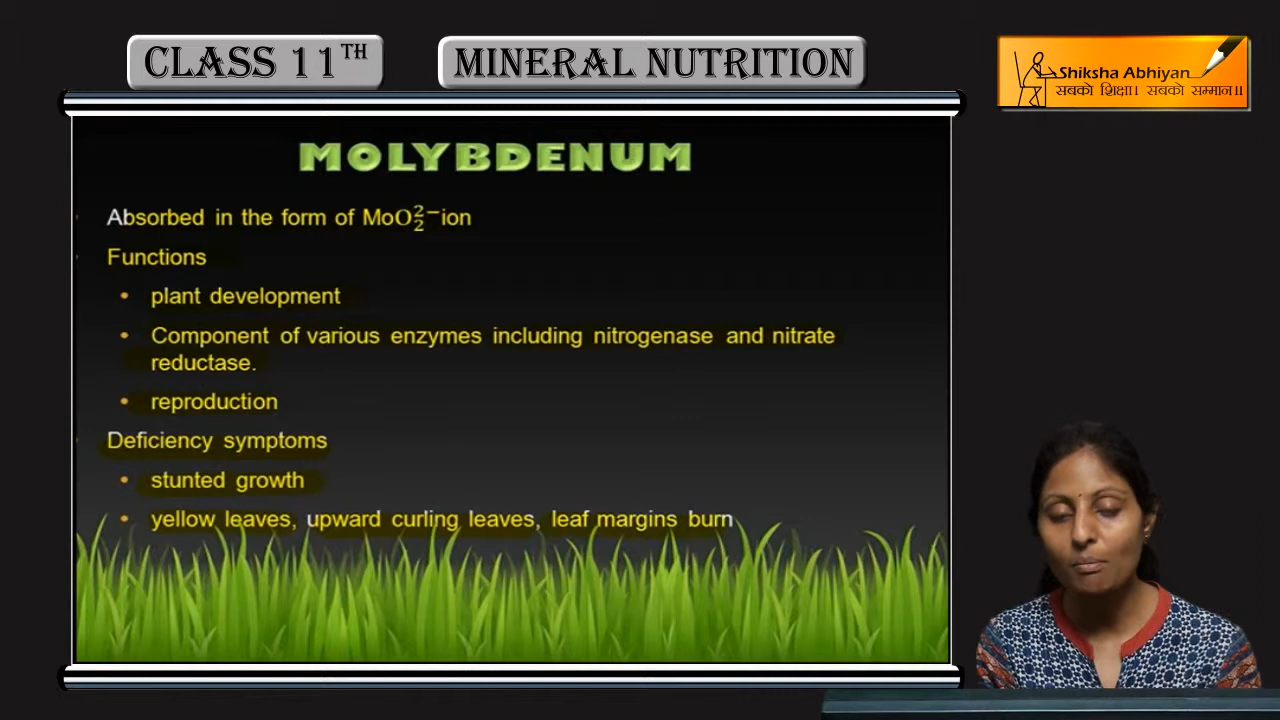 CLASS 11TH
MINERAL NUTRITION
Shiksha Abhiyan
सबको शिक्षा। सबको सम्मान॥
MOLYBDENUM
Absorbed in the form of MoO₂²⁻ ion
Functions
• plant development
• Component of various enzymes including nitrogenase and nitrate
reductase.
• reproduction
Deficiency symptoms
• stunted growth
• yellow leaves, upward curling leaves, leaf margins burn